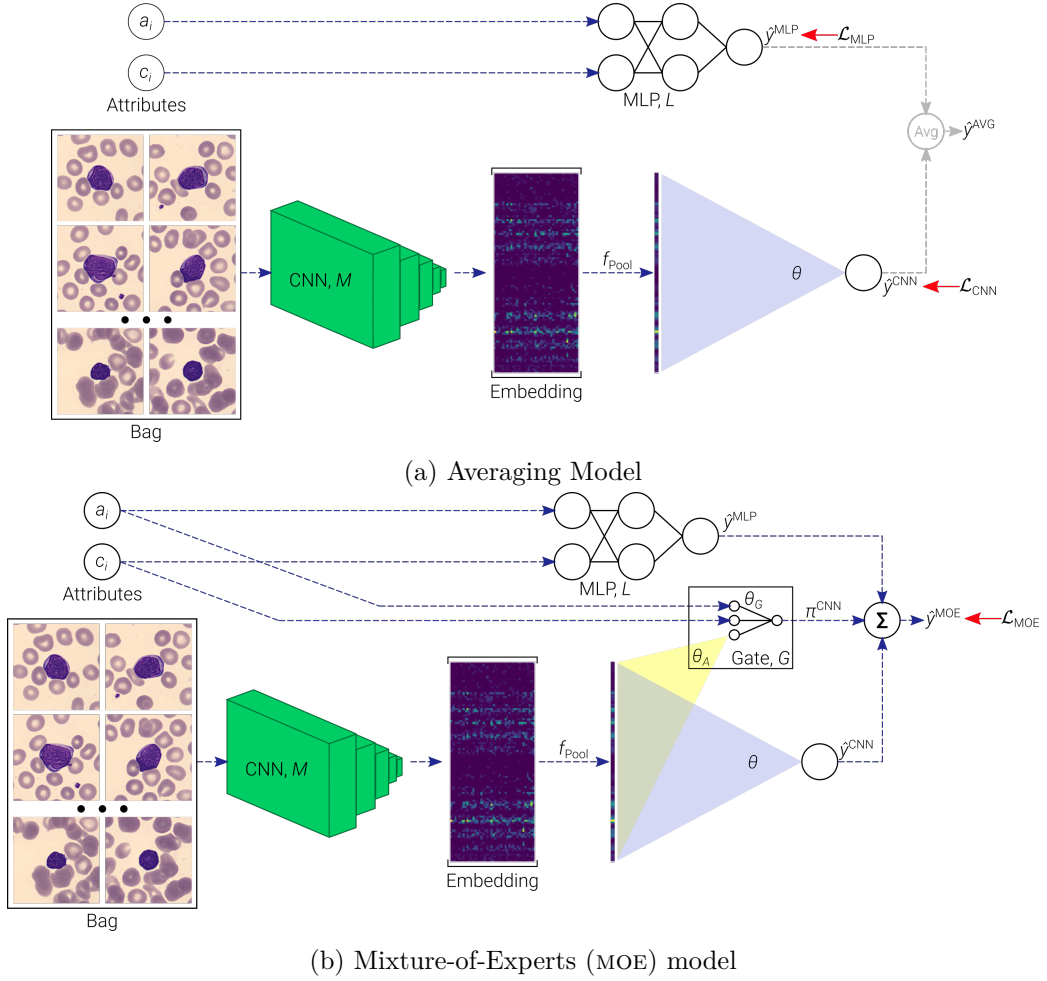 a_i
c_i
Attributes
MLP, L
ŷ^MLP
ℒ_MLP
Avg
ŷ^AVG
CNN, M
f_Pool
θ
ŷ^CNN
ℒ_CNN
Embedding
Bag
(a) Averaging Model
a_i
c_i
Attributes
MLP, L
ŷ^MLP
θ_G
π^CNN
Σ
ŷ^MOE
ℒ_MOE
θ_A
Gate, G
CNN, M
f_Pool
θ
ŷ^CNN
Embedding
Bag
(b) Mixture-of-Experts (MOE) model